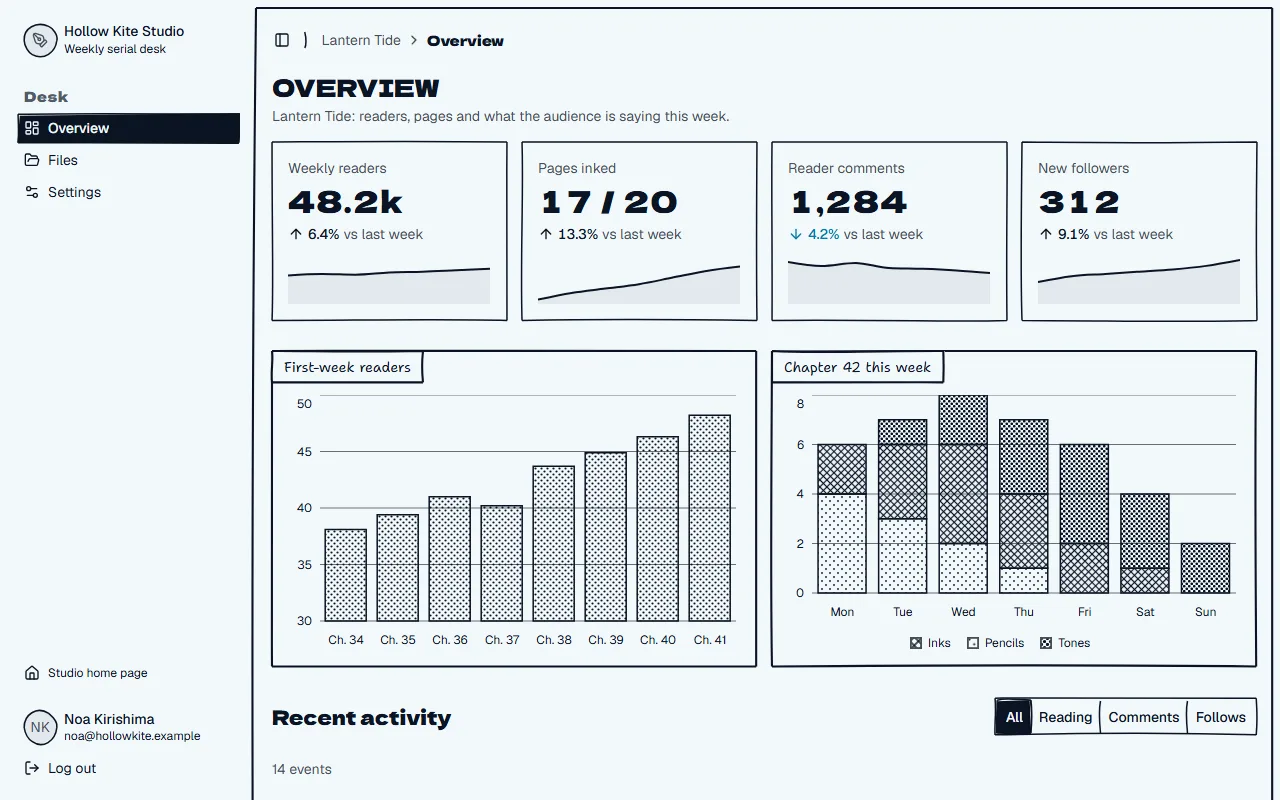 Hollow Kite Studio
Weekly serial desk
Desk
Overview
Files
Settings
Studio home page
NK
Noa Kirishima
noa@hollowkite.example
Log out
Lantern Tide
Overview
OVERVIEW
Lantern Tide: readers, pages and what the audience is saying this week.
Weekly readers
48.2k
6.4% vs last week
Pages inked
17 / 20
13.3% vs last week
Reader comments
1,284
4.2% vs last week
New followers
312
9.1% vs last week
First-week readers
50
45
40
35
30
Ch. 34 Ch. 35 Ch. 36 Ch. 37 Ch. 38 Ch. 39 Ch. 40 Ch. 41
Chapter 42 this week
8
6
4
2
0
Mon Tue Wed Thu Fri Sat Sun
Inks Pencils Tones
Recent activity
All Reading Comments Follows
14 events